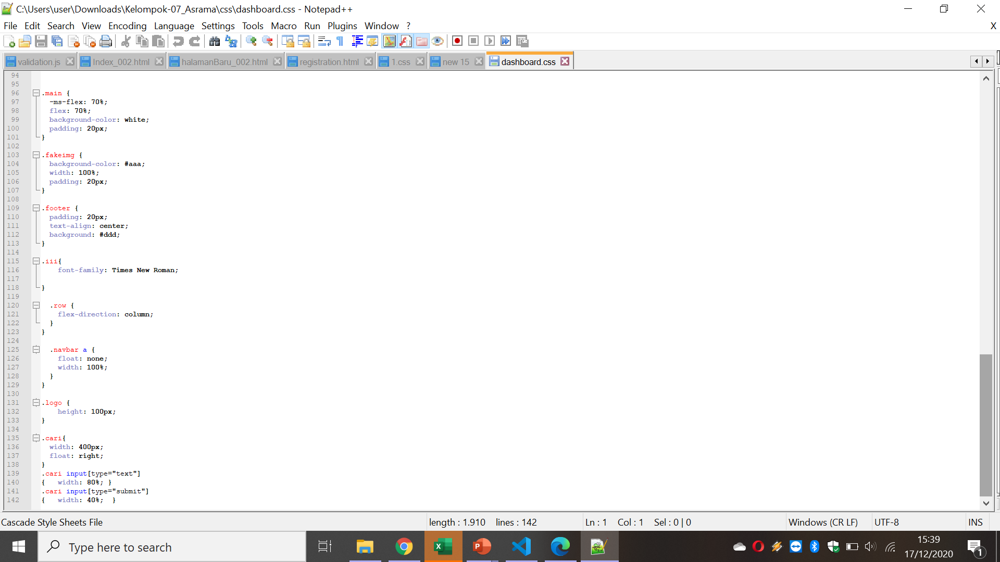 C:\Users\user\Downloads\Kelompok-07_Asrama\css\dashboard.css - Notepad++
File Edit Search View Encoding Language Settings Tools Macro Run Plugins Window ? X
validation.js Index_002.html halamanBaru_002.html registration.html 1.css new 15 dashboard.css
94
95
96 .main {
97 -ms-flex: 70%;
98 flex: 70%;
99 background-color: white;
100 padding: 20px;
101 }
102
103 .fakeimg {
104 background-color: #aaa;
105 width: 100%;
106 padding: 20px;
107 }
108
109 .footer {
110 padding: 20px;
111 text-align: center;
112 background: #ddd;
113 }
114
115 .iii{
116 font-family: Times New Roman;
117
118 }
119
120 .row {
121 flex-direction: column;
122 }
123 }
124
125 .navbar a {
126 float: none;
127 width: 100%;
128 }
129 }
130
131 .logo {
132 height: 100px;
133 }
134
135 .cari{
136 width: 400px;
137 float: right;
138 }
139 .cari input[type="text"]
140 { width: 80%; }
141 .cari input[type="submit"]
142 { width: 40%; }
Cascade Style Sheets File length : 1.910 lines : 142 Ln : 1 Col : 1 Sel : 0 | 0 Windows (CR LF) UTF-8 INS
Type here to search
15:39
17/12/2020
1